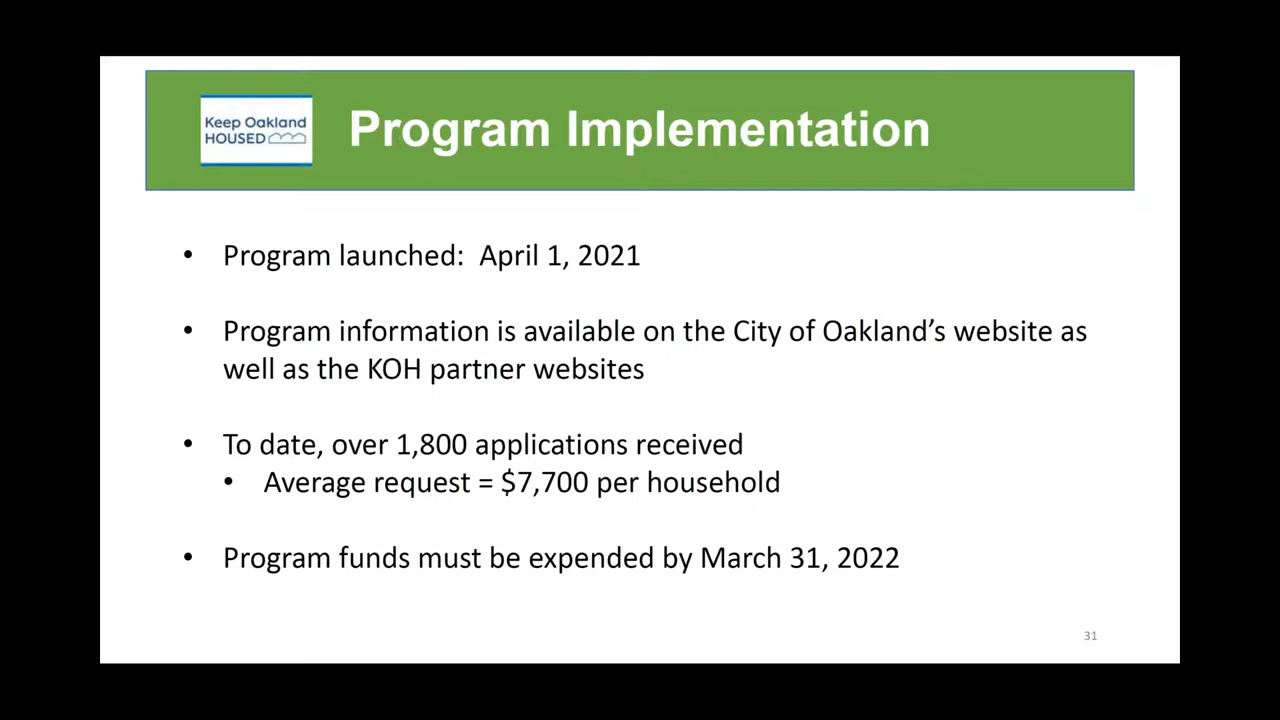 Keep Oakland
HOUSED
Program Implementation
• Program launched:  April 1, 2021
• Program information is available on the City of Oakland’s website as
well as the KOH partner websites
• To date, over 1,800 applications received
• Average request = $7,700 per household
• Program funds must be expended by March 31, 2022
31